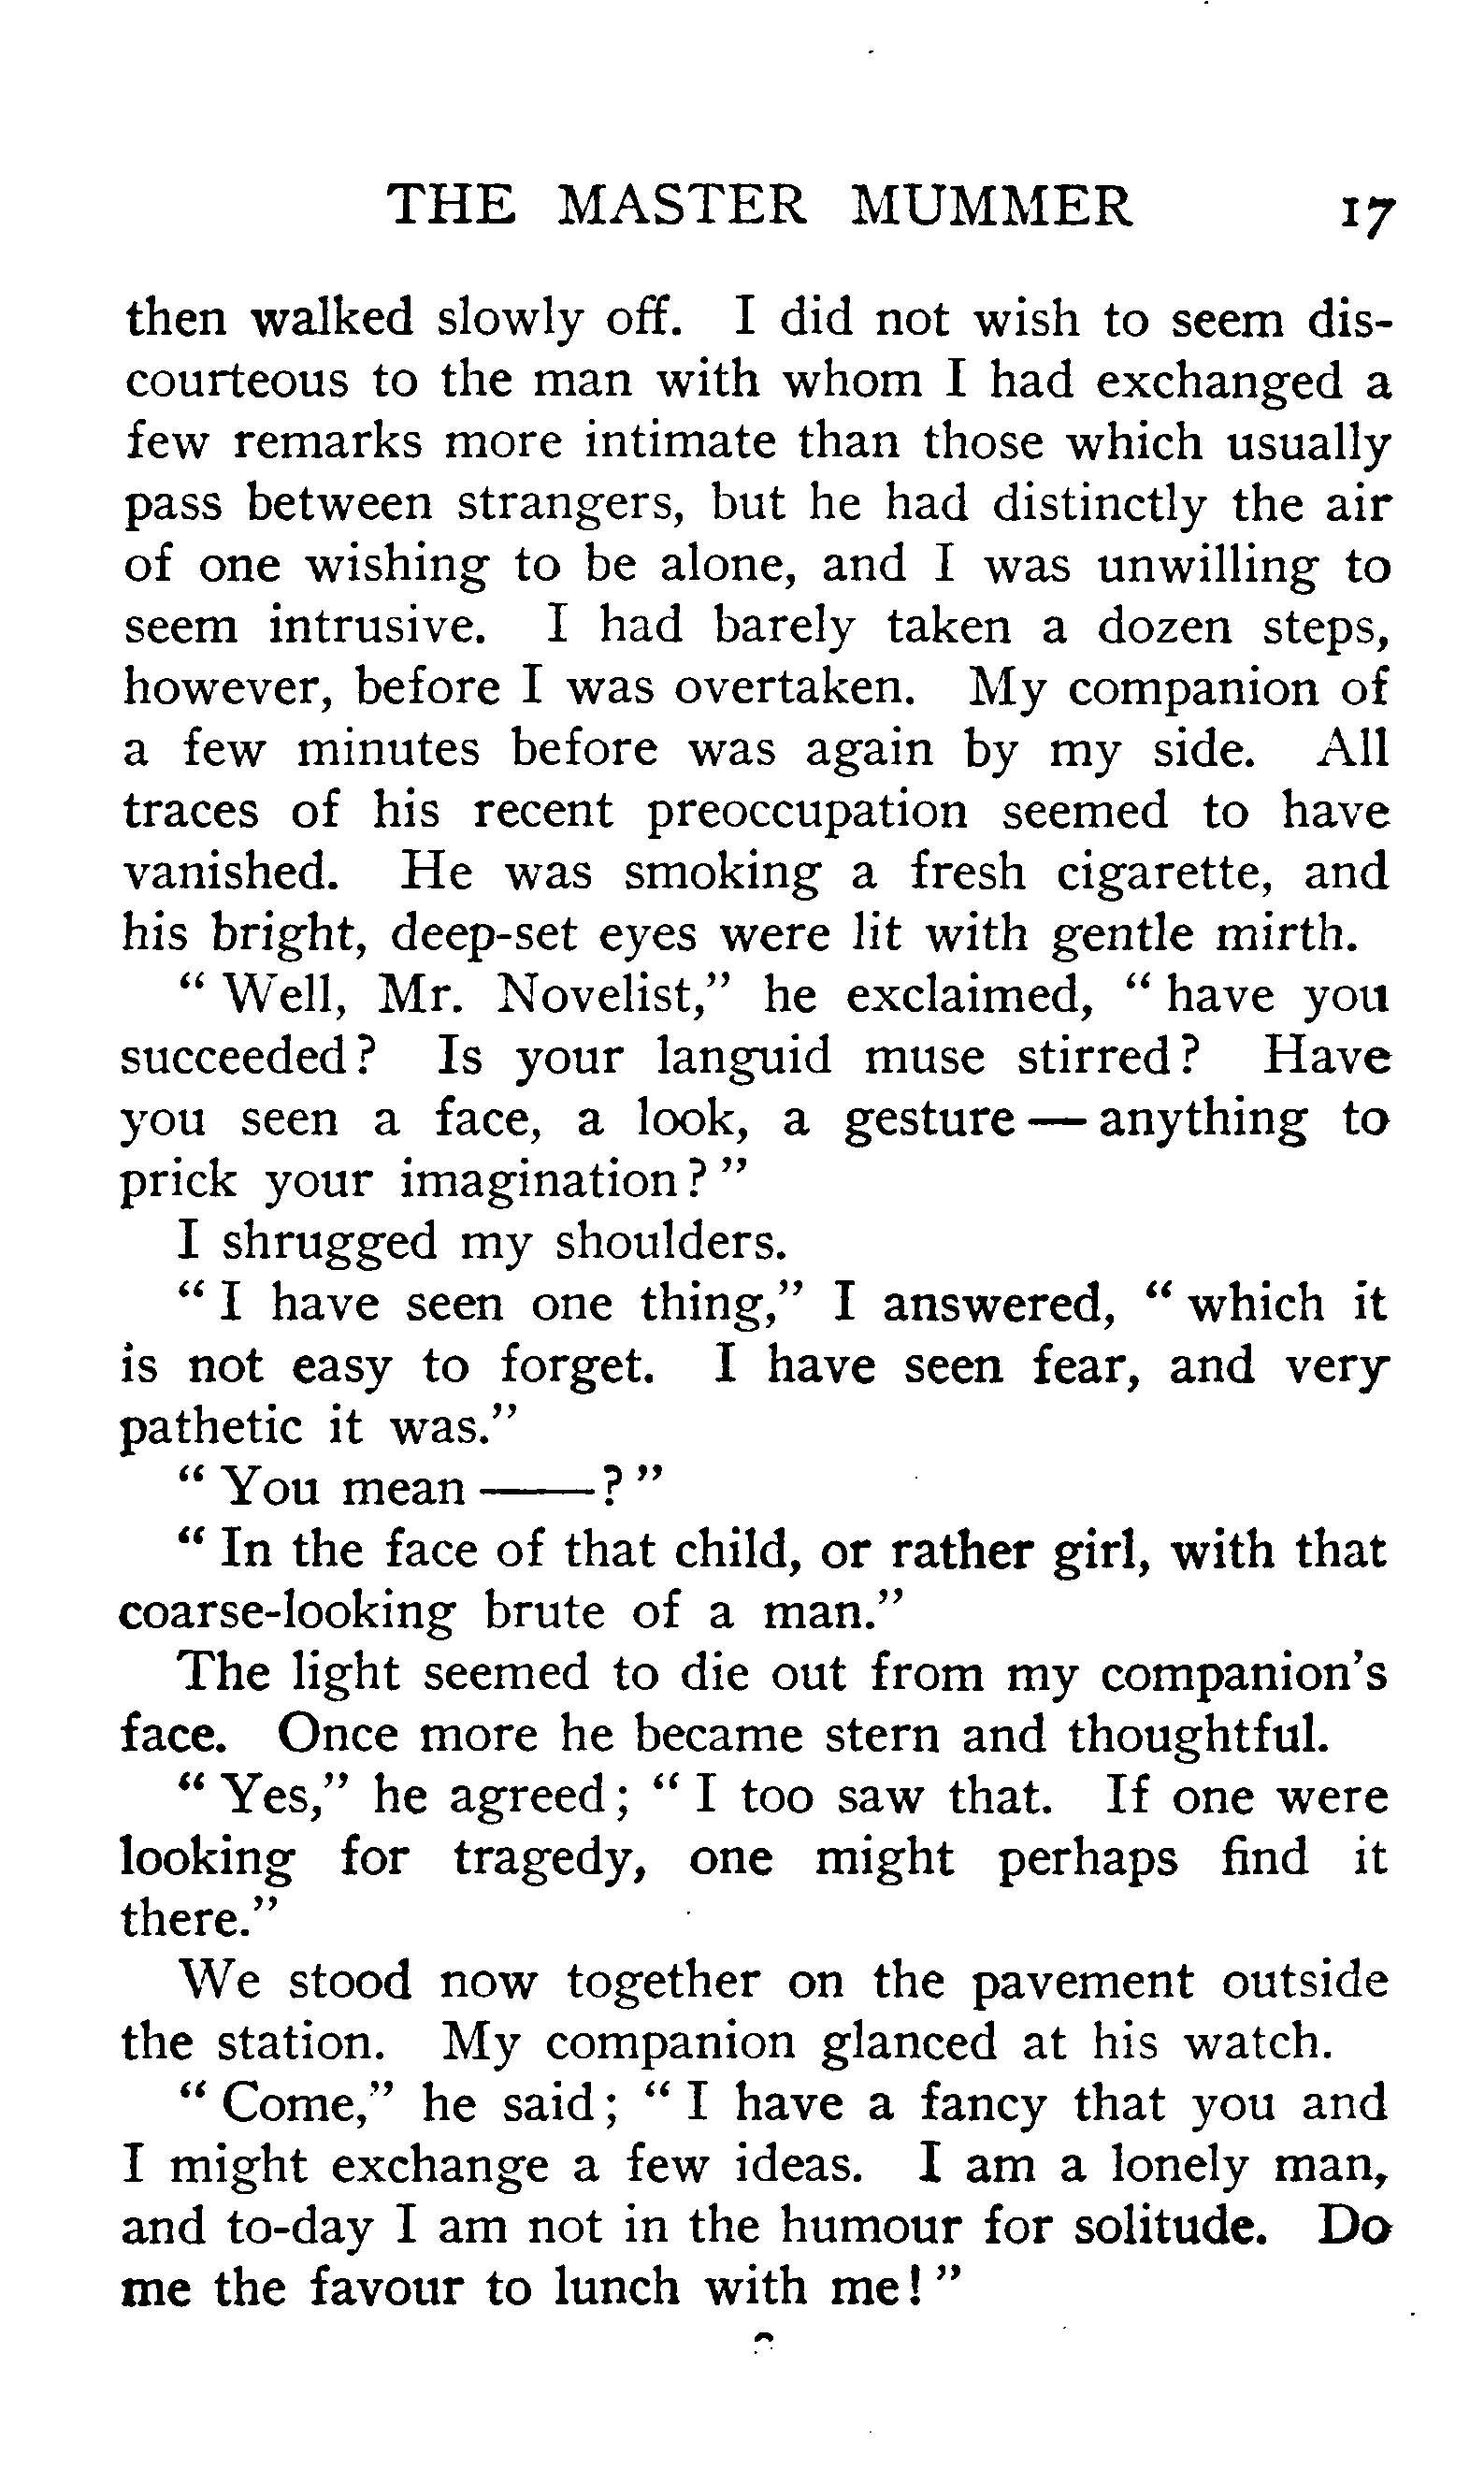 THE MASTER MUMMER 17
then walked slowly off. I did not wish to seem dis-
courteous to the man with whom I had exchanged a
few remarks more intimate than those which usually
pass between strangers, but he had distinctly the air
of one wishing to be alone, and I was unwilling to
seem intrusive. I had barely taken a dozen steps,
however, before I was overtaken. My companion of
a few minutes before was again by my side. All
traces of his recent preoccupation seemed to have
vanished. He was smoking a fresh cigarette, and
his bright, deep-set eyes were lit with gentle mirth.
" Well, Mr. Novelist," he exclaimed, " have you
succeeded? Is your languid muse stirred? Have
you seen a face, a look, a gesture — anything to
prick your imagination? "
I shrugged my shoulders.
" I have seen one thing," I answered, " which it
is not easy to forget. I have seen fear, and very
pathetic it was."
" You mean ——? "
" In the face of that child, or rather girl, with that
coarse-looking brute of a man."
The light seemed to die out from my companion's
face. Once more he became stern and thoughtful.
" Yes," he agreed; " I too saw that. If one were
looking for tragedy, one might perhaps find it
there."
We stood now together on the pavement outside
the station. My companion glanced at his watch.
" Come," he said; " I have a fancy that you and
I might exchange a few ideas. I am a lonely man,
and to-day I am not in the humour for solitude. Do
me the favour to lunch with me! "